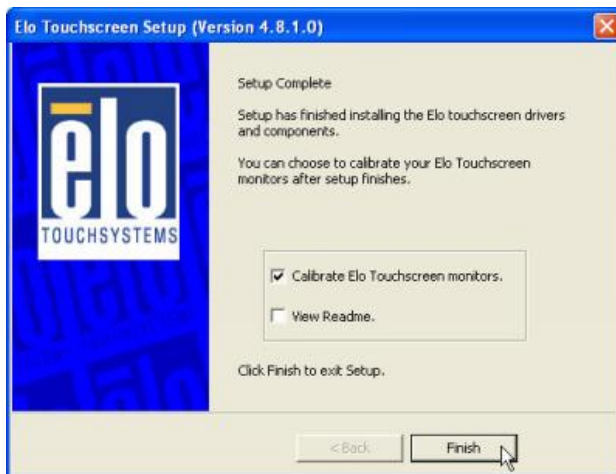 Elo Touchscreen Setup (Version 4.8.1.0)
elo
TOUCHSYSTEMS
Setup Complete
Setup has finished installing the Elo touchscreen drivers
and components.
You can choose to calibrate your Elo Touchscreen
monitors after setup finishes.
Calibrate Elo Touchscreen monitors.
View Readme.
Click Finish to exit Setup.
< Back
Finish